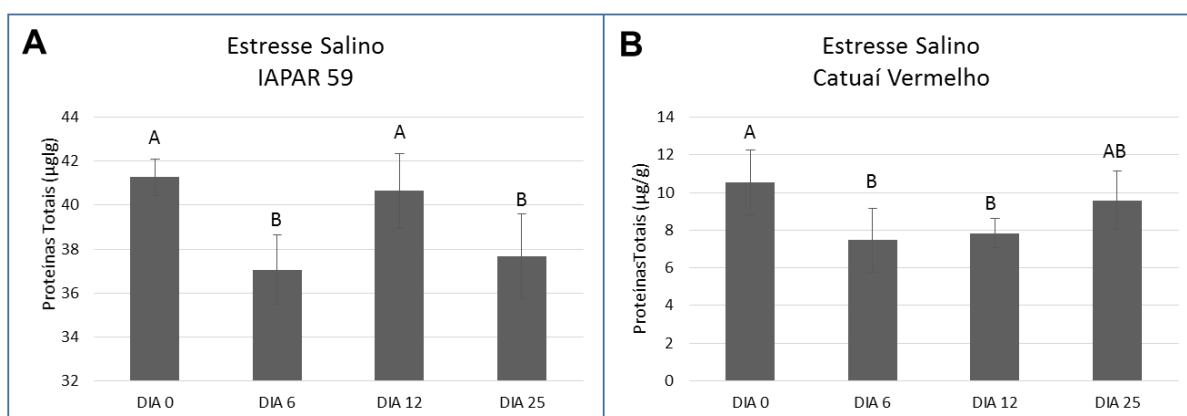 A
Estresse Salino
IAPAR 59
Proteínas Totais (µglg)
44
42
40
38
36
34
32
A
B
A
B
DIA 0
DIA 6
DIA 12
DIA 25
B
Estresse Salino
Catuaí Vermelho
ProteínasTotais (µg/g)
14
12
10
8
6
4
2
0
A
B
B
AB
DIA 0
DIA 6
DIA 12
DIA 25